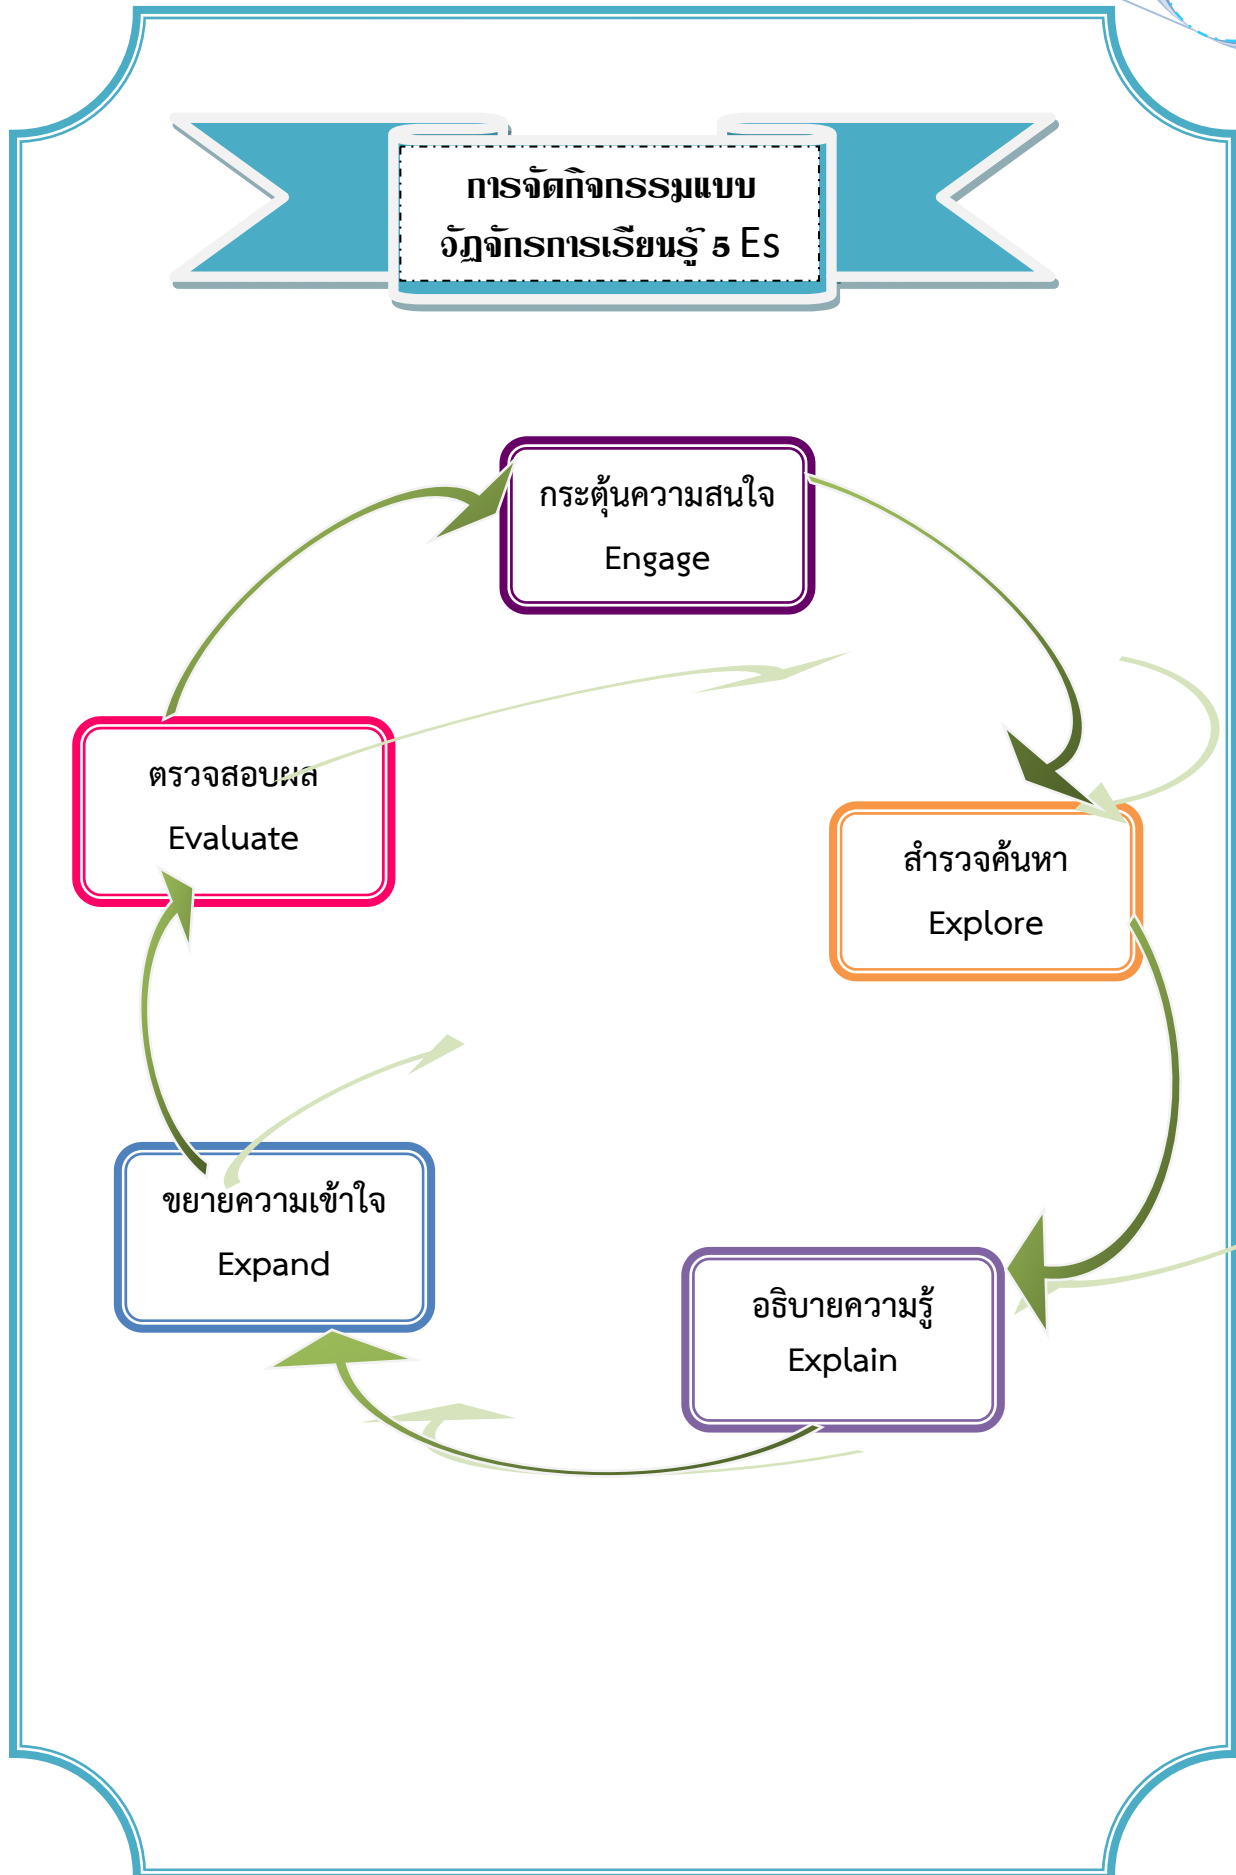 การจัดกิจกรรมแบบ
วัฏจักรการเรียนรู้ 5 Es
กระตุ้นความสนใจ
Engage
สำรวจค้นหา
Explore
อธิบายความรู้
Explain
ขยายความเข้าใจ
Expand
ตรวจสอบผล
Evaluate